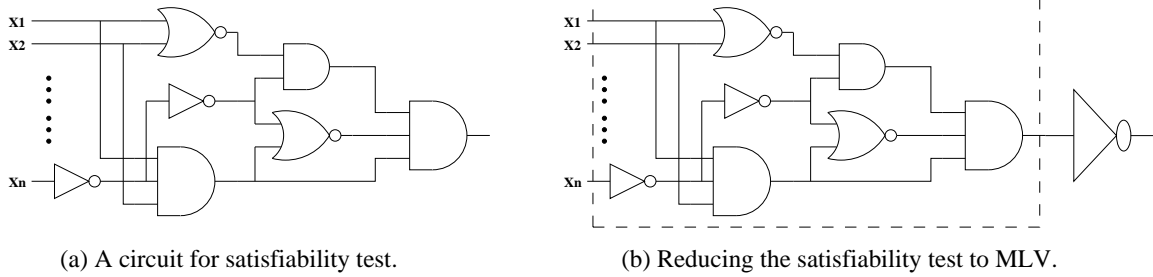 X1
X2
Xn
(a) A circuit for satisfiability test.
X1
X2
Xn
(b) Reducing the satisfiability test to MLV.